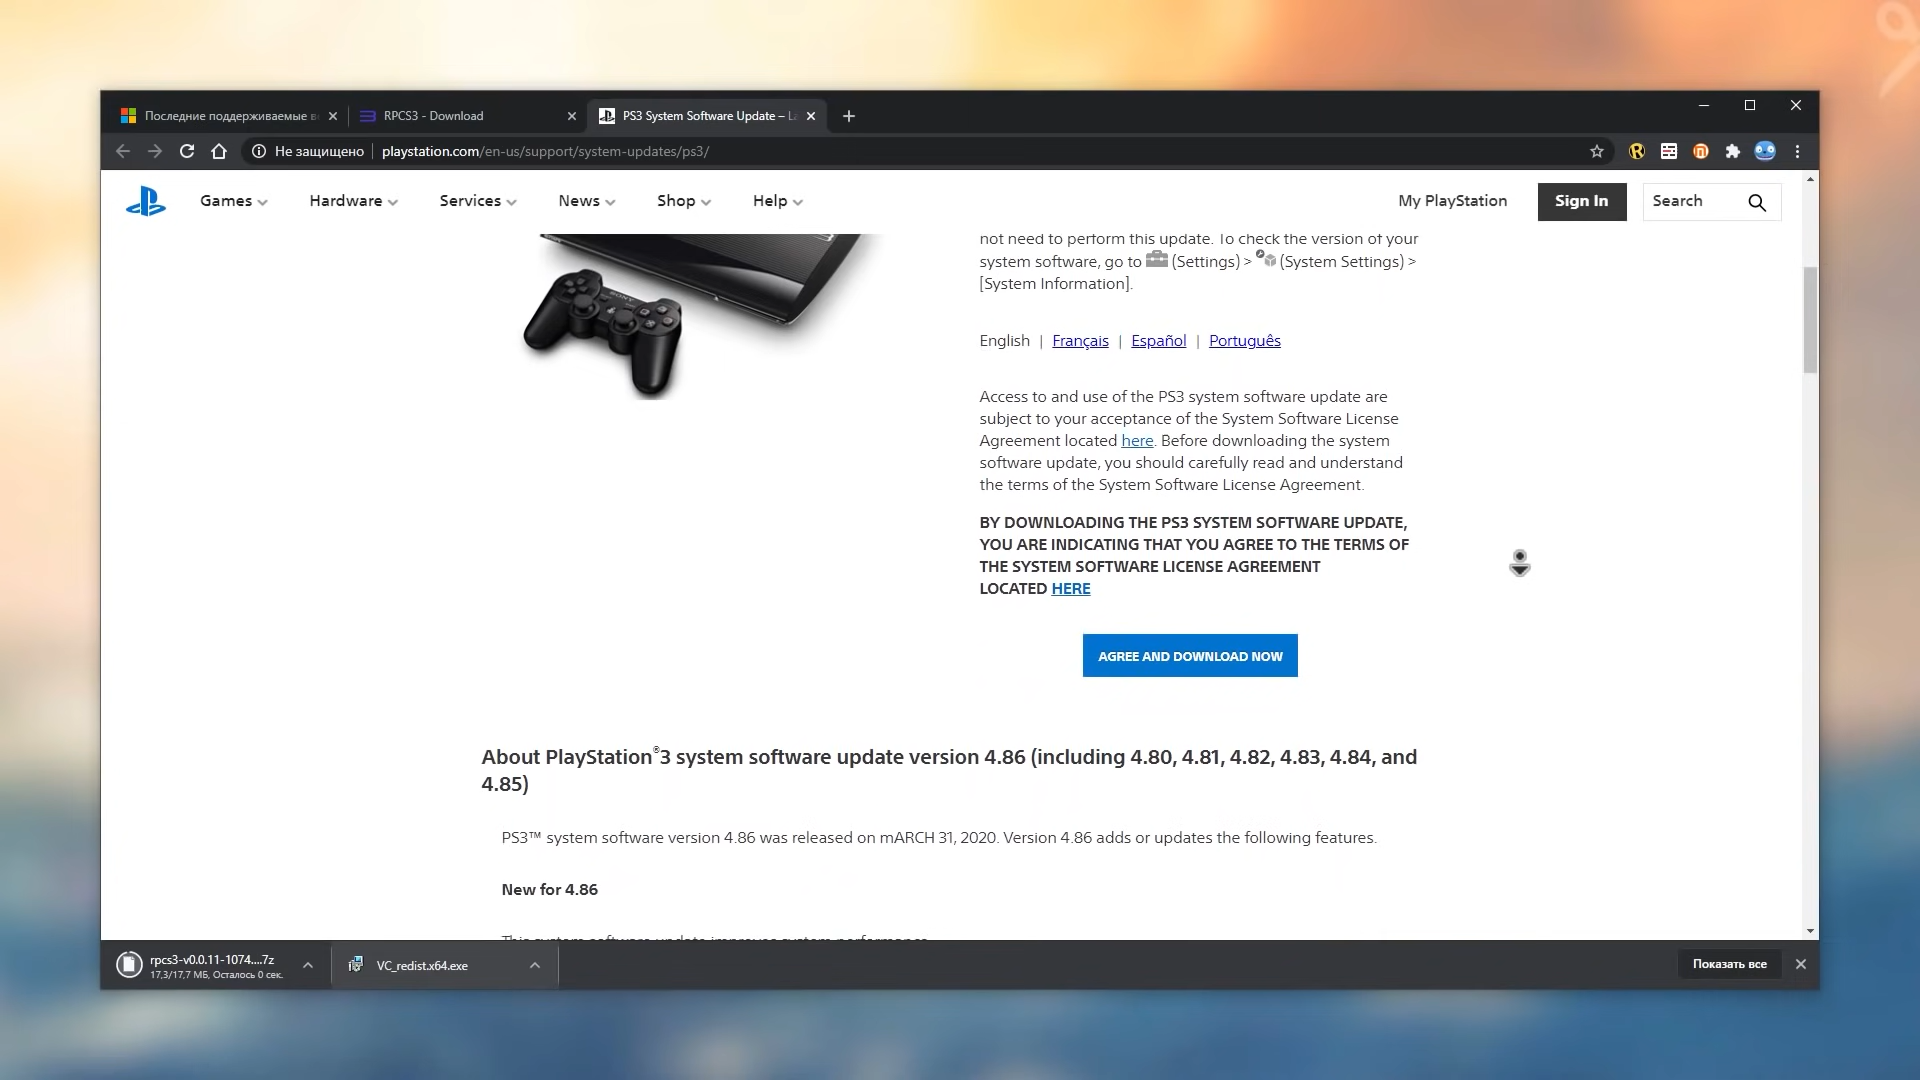 Последние поддерживаемые в
RPCS3 - Download
PS3 System Software Update – La
Не защищено
playstation.com/en-us/support/system-updates/ps3/
Games
Hardware
Services
News
Shop
Help
My PlayStation
Sign In
Search
not need to perform this update. To check the version of your
system software, go to (Settings) > (System Settings) >
[System Information].
SONY
English | Français | Español | Português
Access to and use of the PS3 system software update are
subject to your acceptance of the System Software License
Agreement located here. Before downloading the system
software update, you should carefully read and understand
the terms of the System Software License Agreement.
BY DOWNLOADING THE PS3 SYSTEM SOFTWARE UPDATE,
YOU ARE INDICATING THAT YOU AGREE TO THE TERMS OF
THE SYSTEM SOFTWARE LICENSE AGREEMENT
LOCATED HERE
AGREE AND DOWNLOAD NOW
About PlayStation®3 system software update version 4.86 (including 4.80, 4.81, 4.82, 4.83, 4.84, and
4.85)
PS3™ system software version 4.86 was released on mARCH 31, 2020. Version 4.86 adds or updates the following features.
New for 4.86
This system software update improves system performance.
rpcs3-v0.0.11-1074....7z
17,3/17,7 МБ, Осталось 0 сек.
VC_redist.x64.exe
Показать все